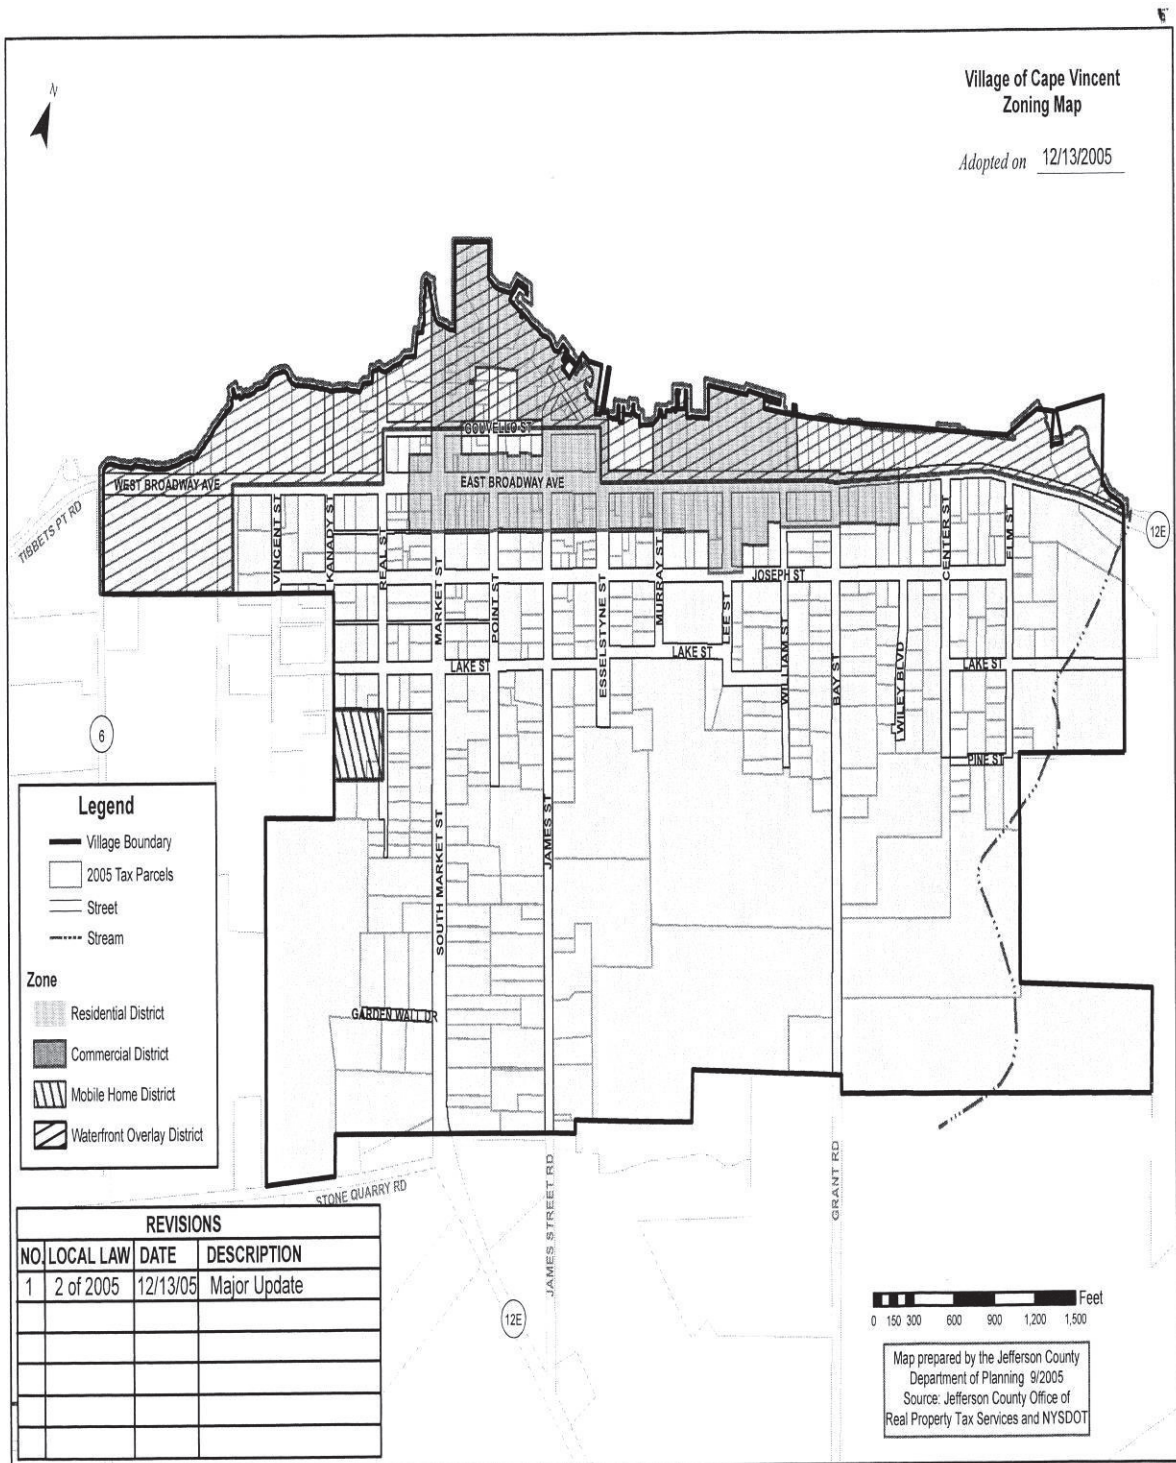 N
Village of Cape Vincent
Zoning Map
Adopted on 12/13/2005
GOUVELLO ST
WEST BROADWAY AVE
EAST BROADWAY AVE
TIBBETS PT RD
12E
VINCENT ST
KANADY ST
REAL ST
MARKET ST
POINT ST
ESSELSTYNE ST
MURRAY ST
LEE ST
JOSEPH ST
WILLIAM ST
BAY ST
WILEY BLVD
CENTER ST
ELM ST
LAKE ST
LAKE ST
LAKE ST
PINE ST
6
SOUTH MARKET ST
JAMES ST
GARDEN WALL DR
Legend
Village Boundary
2005 Tax Parcels
Street
Stream
Zone
Residential District
Commercial District
Mobile Home District
Waterfront Overlay District
STONE QUARRY RD
JAMES STREET RD
GRANT RD
12E
REVISIONS
NO. LOCAL LAW DATE DESCRIPTION
1 2 of 2005 12/13/05 Major Update
Feet
0 150 300 600 900 1,200 1,500
Map prepared by the Jefferson County
Department of Planning 9/2005
Source: Jefferson County Office of
Real Property Tax Services and NYSDOT